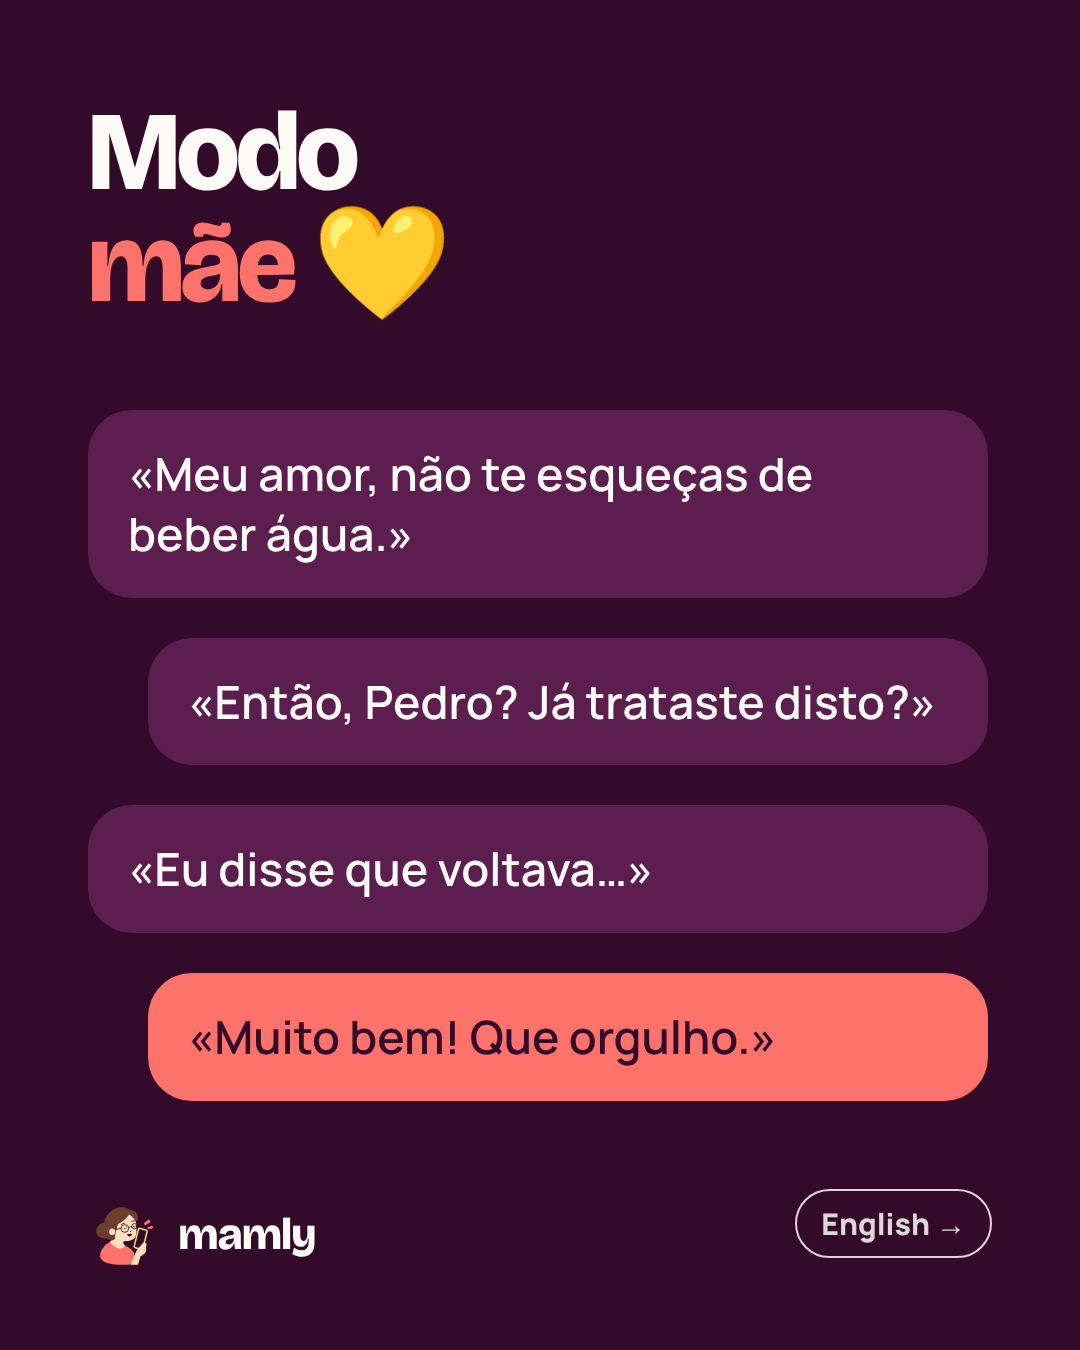 Modo
mãe 💛
«Meu amor, não te esqueças de
beber água.»
«Então, Pedro? Já trataste disto?»
«Eu disse que voltava…»
«Muito bem! Que orgulho.»
mamly
English →